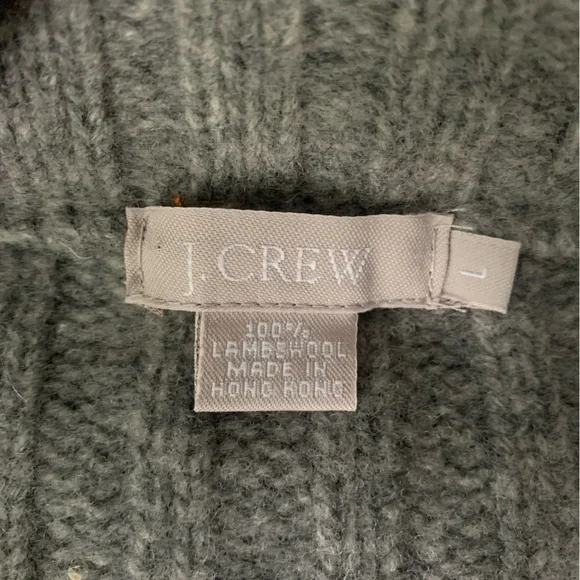 J.CREW
L
100%
LAMBSWOOL
MADE IN
HONG KONG